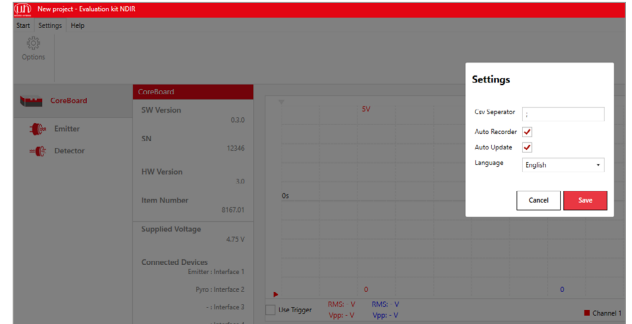 New project - Evaluation kit NDIR
Start Settings Help
Options
CoreBoard
Emitter
Detector
CoreBoard
SW Version
0.3.0
SN
12346
HW Version
1.0
Item Number
8167.01
Supplied Voltage
4.75 V
Connected Devices
Emitter : Interface 1
Pyro : Interface 2
- : Interface 3
5V
0s
0
0
Use Trigger
RMS: V RMS: V
Vpp: - V Vpp: - V
Channel 1
Settings
Csv Seperator ;
Auto Recorder
Auto Update
Language English
Cancel Save